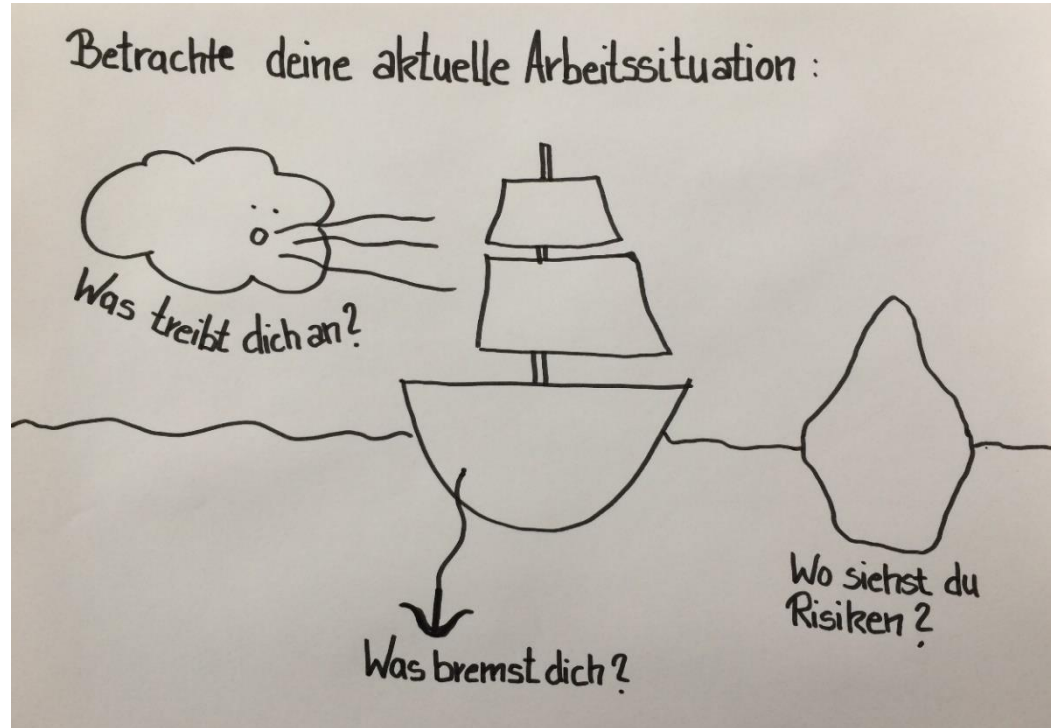 Betrachte deine aktuelle Arbeitssituation :
Was treibt dich an?
Was bremst dich?
Wo siehst du
Risiken?